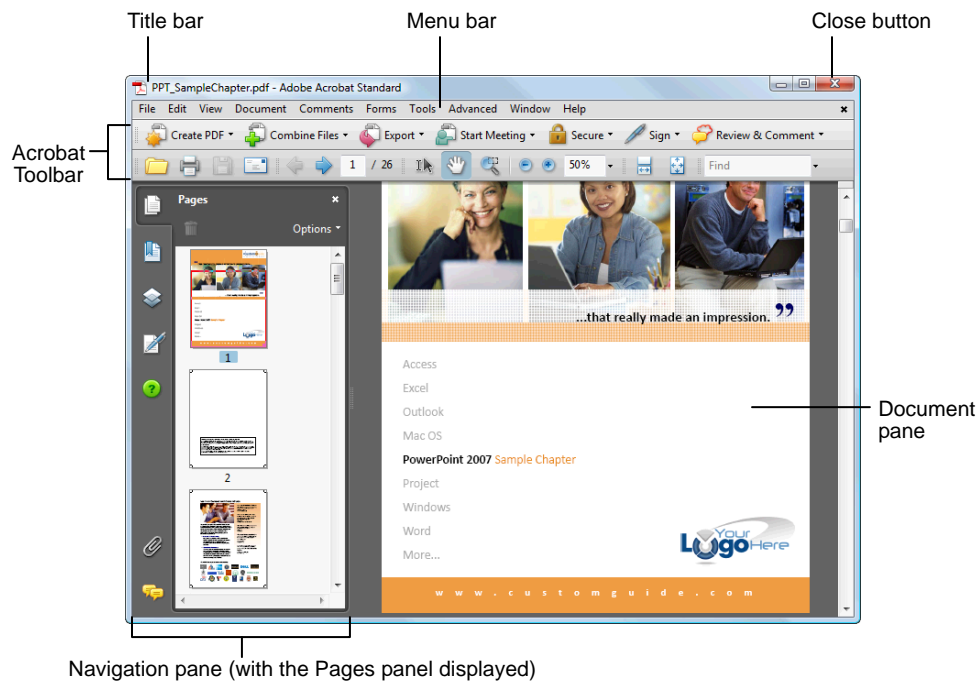 Title bar
Menu bar
Close button
PPT_SampleChapter.pdf - Adobe Acrobat Standard
File Edit View Document Comments Forms Tools Advanced Window Help
Acrobat Toolbar
Create PDF Combine Files Export Start Meeting Secure Sign Review & Comment
1 / 26 50% Find
Pages
Options
1
2
...that really made an impression. ”
Access
Excel
Outlook
Mac OS
PowerPoint 2007 Sample Chapter
Project
Windows
Word
More...
Your
Logo Here
www.customguide.com
Document
pane
Navigation pane (with the Pages panel displayed)